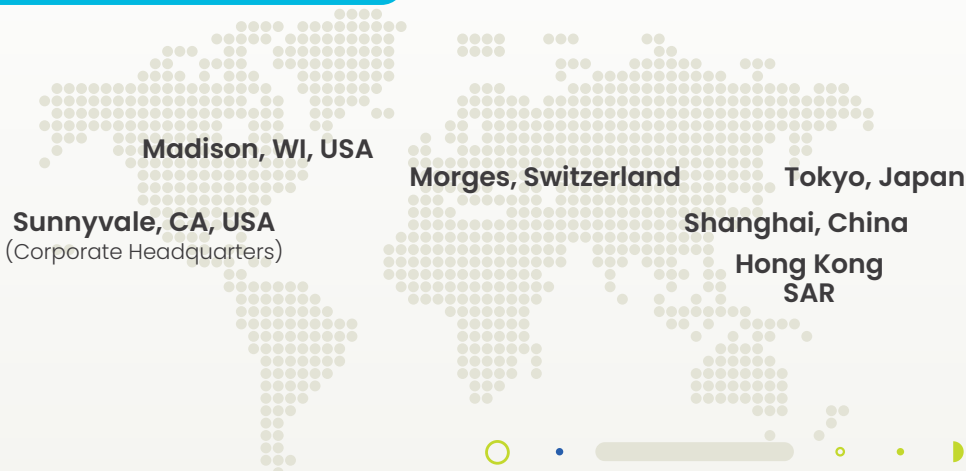 Madison, WI, USA
Morges, Switzerland
Tokyo, Japan
Sunnyvale, CA, USA
(Corporate Headquarters)
Shanghai, China
Hong Kong
SAR